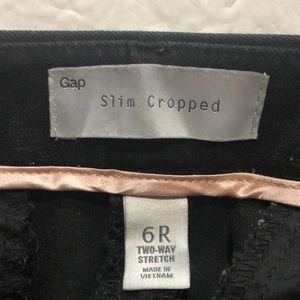 Gap
Slim Cropped
6R
TWO-WAY
STRETCH
MADE IN
VIETNAM